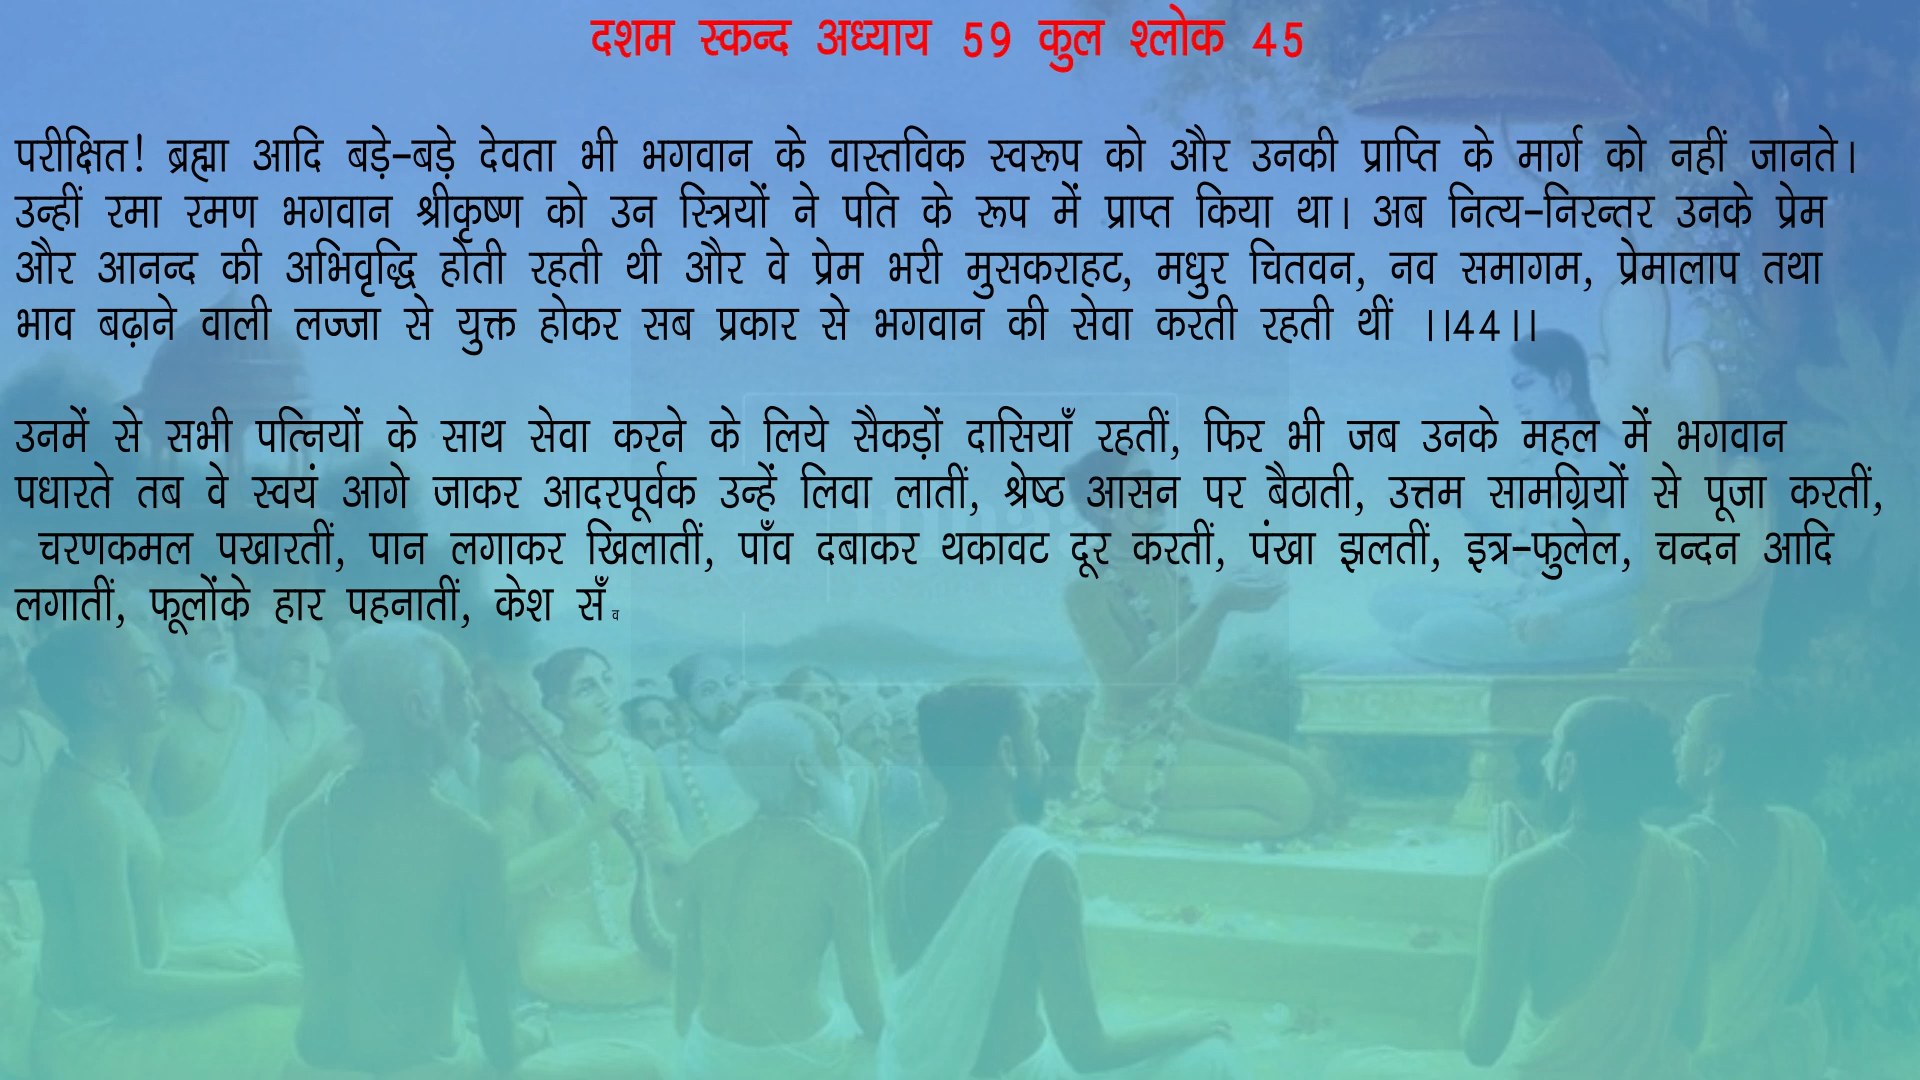 दशम स्कन्द अध्याय 59 कुल श्लोक 45
परीक्षित! ब्रह्मा आदि बड़े-बड़े देवता भी भगवान के वास्तविक स्वरूप को और उनकी प्राप्ति के मार्ग को नहीं जानते।
उन्हीं रमा रमण भगवान श्रीकृष्ण को उन स्त्रियों ने पति के रूप में प्राप्त किया था। अब नित्य-निरन्तर उनके प्रेम
और आनन्द की अभिवृद्धि होती रहती थी और वे प्रेम भरी मुसकराहट, मधुर चितवन, नव समागम, प्रेमालाप तथा
भाव बढ़ाने वाली लज्जा से युक्त होकर सब प्रकार से भगवान की सेवा करती रहती थीं ।।44।।
उनमें से सभी पत्नियों के साथ सेवा करने के लिये सैकड़ों दासियाँ रहतीं, फिर भी जब उनके महल में भगवान
पधारते तब वे स्वयं आगे जाकर आदरपूर्वक उन्हें लिवा लातीं, श्रेष्ठ आसन पर बैठाती, उत्तम सामग्रियों से पूजा करतीं,
चरणकमल पखारतीं, पान लगाकर खिलातीं, पाँव दबाकर थकावट दूर करतीं, पंखा झलतीं, इत्र-फुलेल, चन्दन आदि
लगातीं, फूलोंके हार पहनातीं, केश सँव